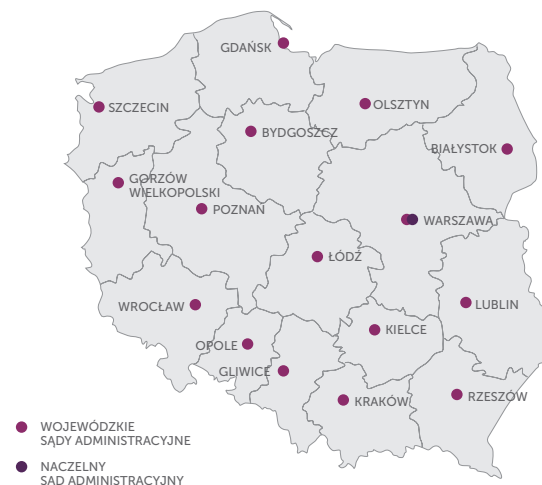 GDAŃSK
SZCZECIN
OLSZTYN
BYDGOSZCZ
BIAŁYSTOK
GORZÓW
WIELKOPOLSKI
POZNAŃ
WARSZAWA
ŁÓDŹ
WROCŁAW
LUBLIN
KIELCE
OPOLE
GLIWICE
KRAKÓW
RZESZÓW
WOJEWÓDZKIE
SĄDY ADMINISTRACYJNE
NACZELNY
SAD ADMINISTRACYJNY